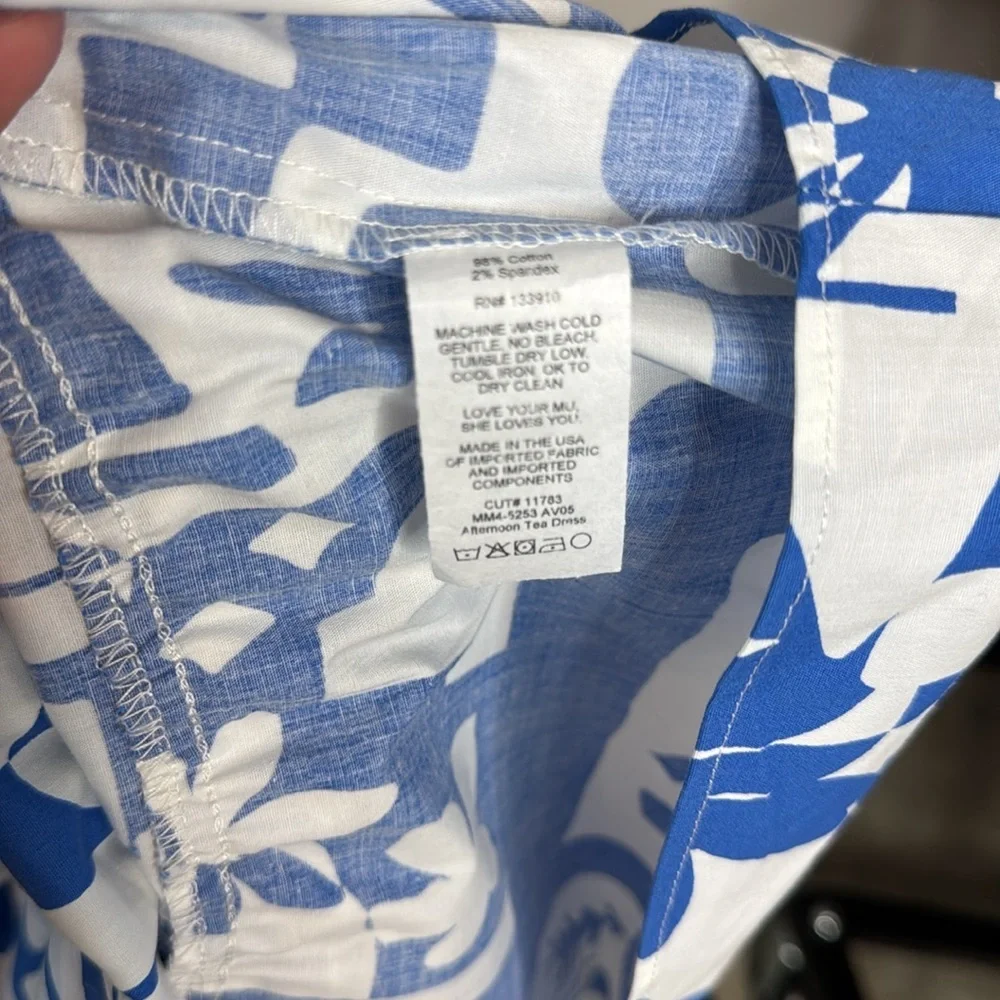 98% Cotton
2% Spandex
RN# 133910
MACHINE WASH COLD
GENTLE, NO BLEACH,
TUMBLE DRY LOW,
COOL IRON, OK TO
DRY CLEAN
LOVE YOUR MU,
SHE LOVES YOU.
MADE IN THE USA
OF IMPORTED FABRIC
AND IMPORTED
COMPONENTS
CUT# 11783
MM4-5253 AV05
Afternoon Tea Dress